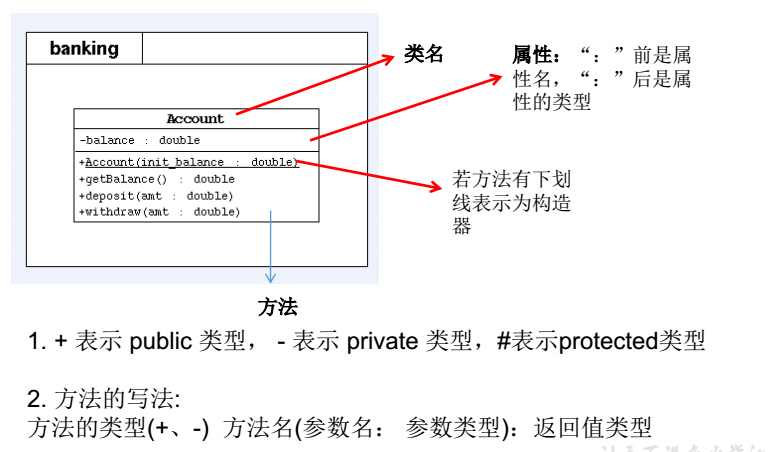 banking
类名
属性：“：”前是属
性名，“：”后是属
性的类型
Account
-balance : double
+Account(init_balance : double)
+getBalance() : double
+deposit(amt : double)
+withdraw(amt : double)
若方法有下划
线表示为构造
器
方法
1. + 表示 public 类型， - 表示 private 类型，#表示protected类型
2. 方法的写法:
方法的类型(+、-) 方法名(参数名： 参数类型)：返回值类型